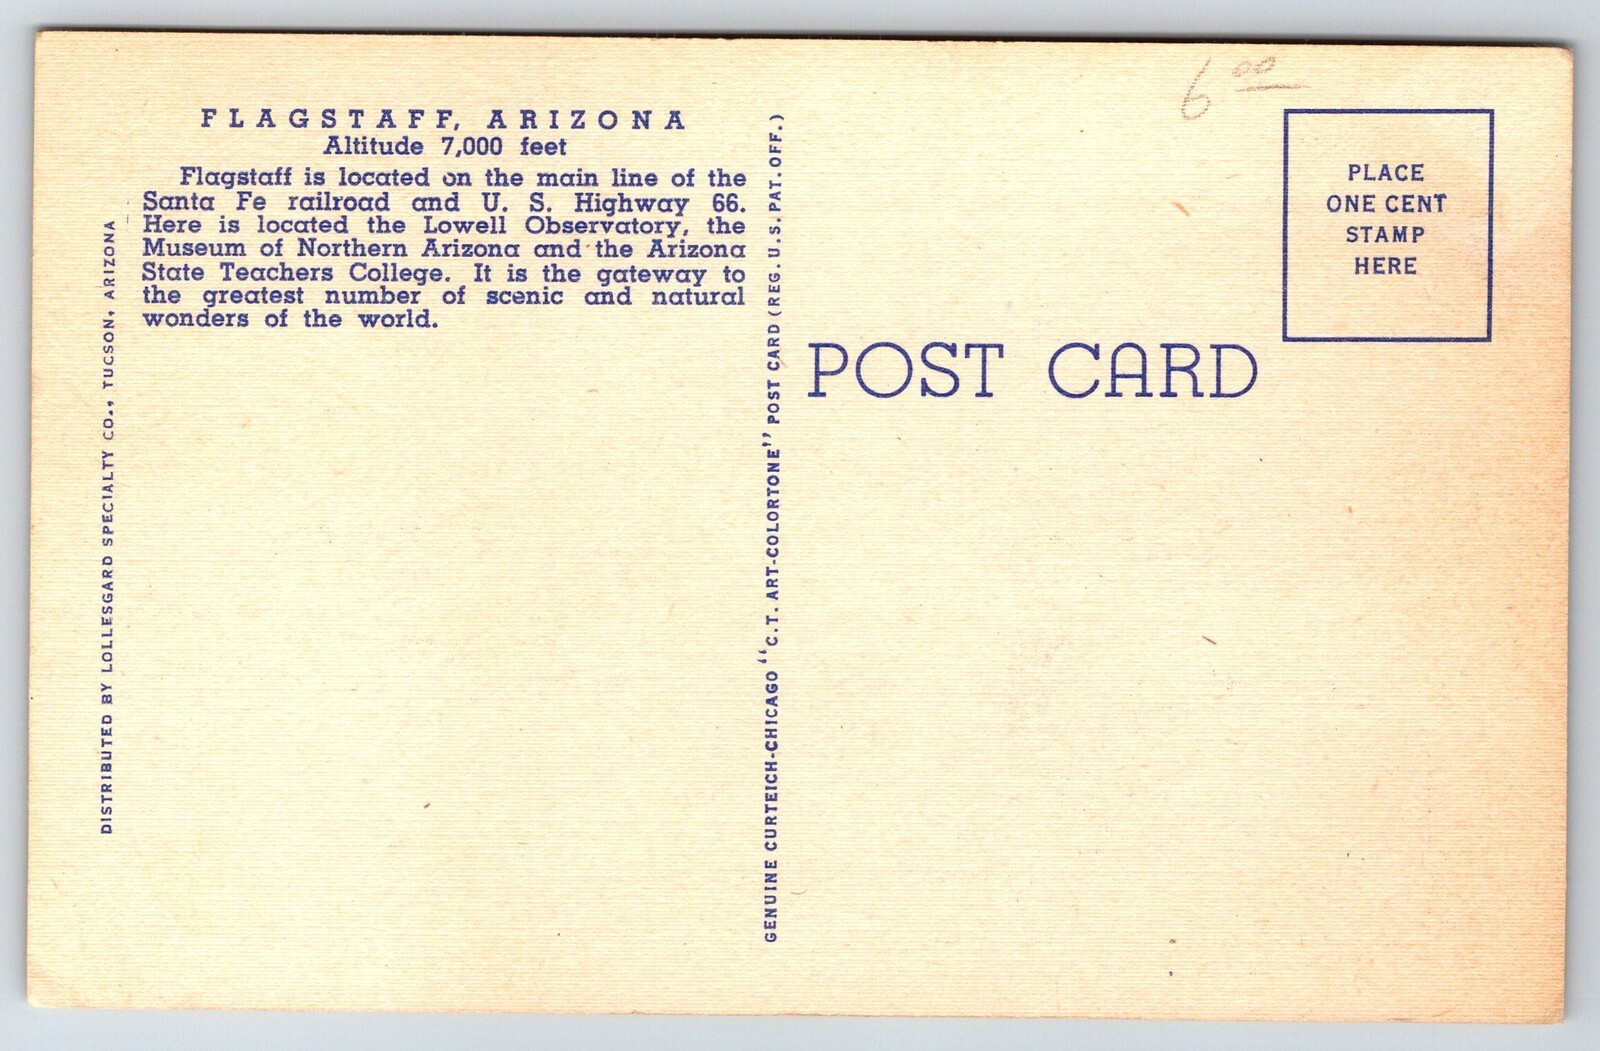 FLAGSTAFF, ARIZONA
Altitude 7,000 feet
Flagstaff is located on the main line of the
Santa Fe railroad and U. S. Highway 66.
Here is located the Lowell Observatory, the
Museum of Northern Arizona and the Arizona
State Teachers College. It is the gateway to
the greatest number of scenic and natural
wonders of the world.
DISTRIBUTED BY LOLLESGARD SPECIALTY CO., TUCSON, ARIZONA
GENUINE CURTEICH-CHICAGO "C.T. ART-COLORTONE" POST CARD (REG. U.S. PAT. OFF.)
6 00
PLACE
ONE CENT
STAMP
HERE
POST CARD